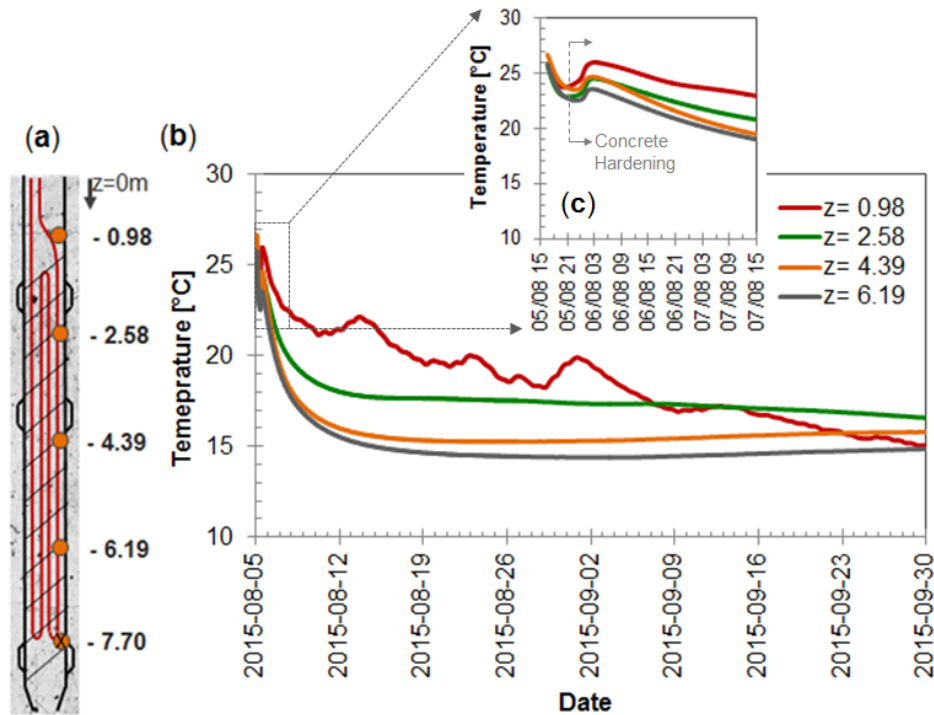 (a)
z=0m
- 0.98
- 2.58
- 4.39
- 6.19
- 7.70
(b)
Temeprature [°C]
30
25
20
15
10
2015-08-05
2015-08-12
2015-08-19
2015-08-26
2015-09-02
2015-09-09
2015-09-16
2015-09-23
2015-09-30
Date
(c)
Temperature [°C]
30
25
20
15
10
Concrete
Hardening
05/08 15
05/08 21
06/08 03
06/08 09
06/08 15
06/08 21
07/08 03
07/08 09
07/08 15
z= 0.98
z= 2.58
z= 4.39
z= 6.19